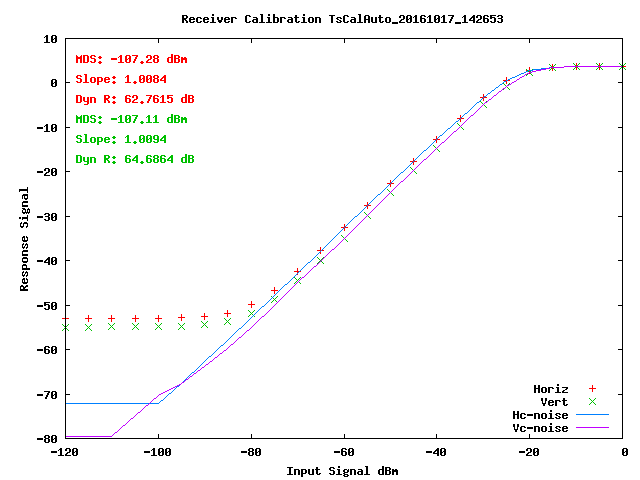 Receiver Calibration TsCalAuto_20161017_142653
10
0
-10
-20
-30
-40
-50
-60
-70
-80
Response Signal
MDS: -107.28 dBm
Slope: 1.0084
Dyn R: 62.7615 dB
MDS: -107.11 dBm
Slope: 1.0094
Dyn R: 64.6864 dB
Horiz
Vert
Hc-noise
Vc-noise
-120 -100 -80 -60 -40 -20 0
Input Signal dBm